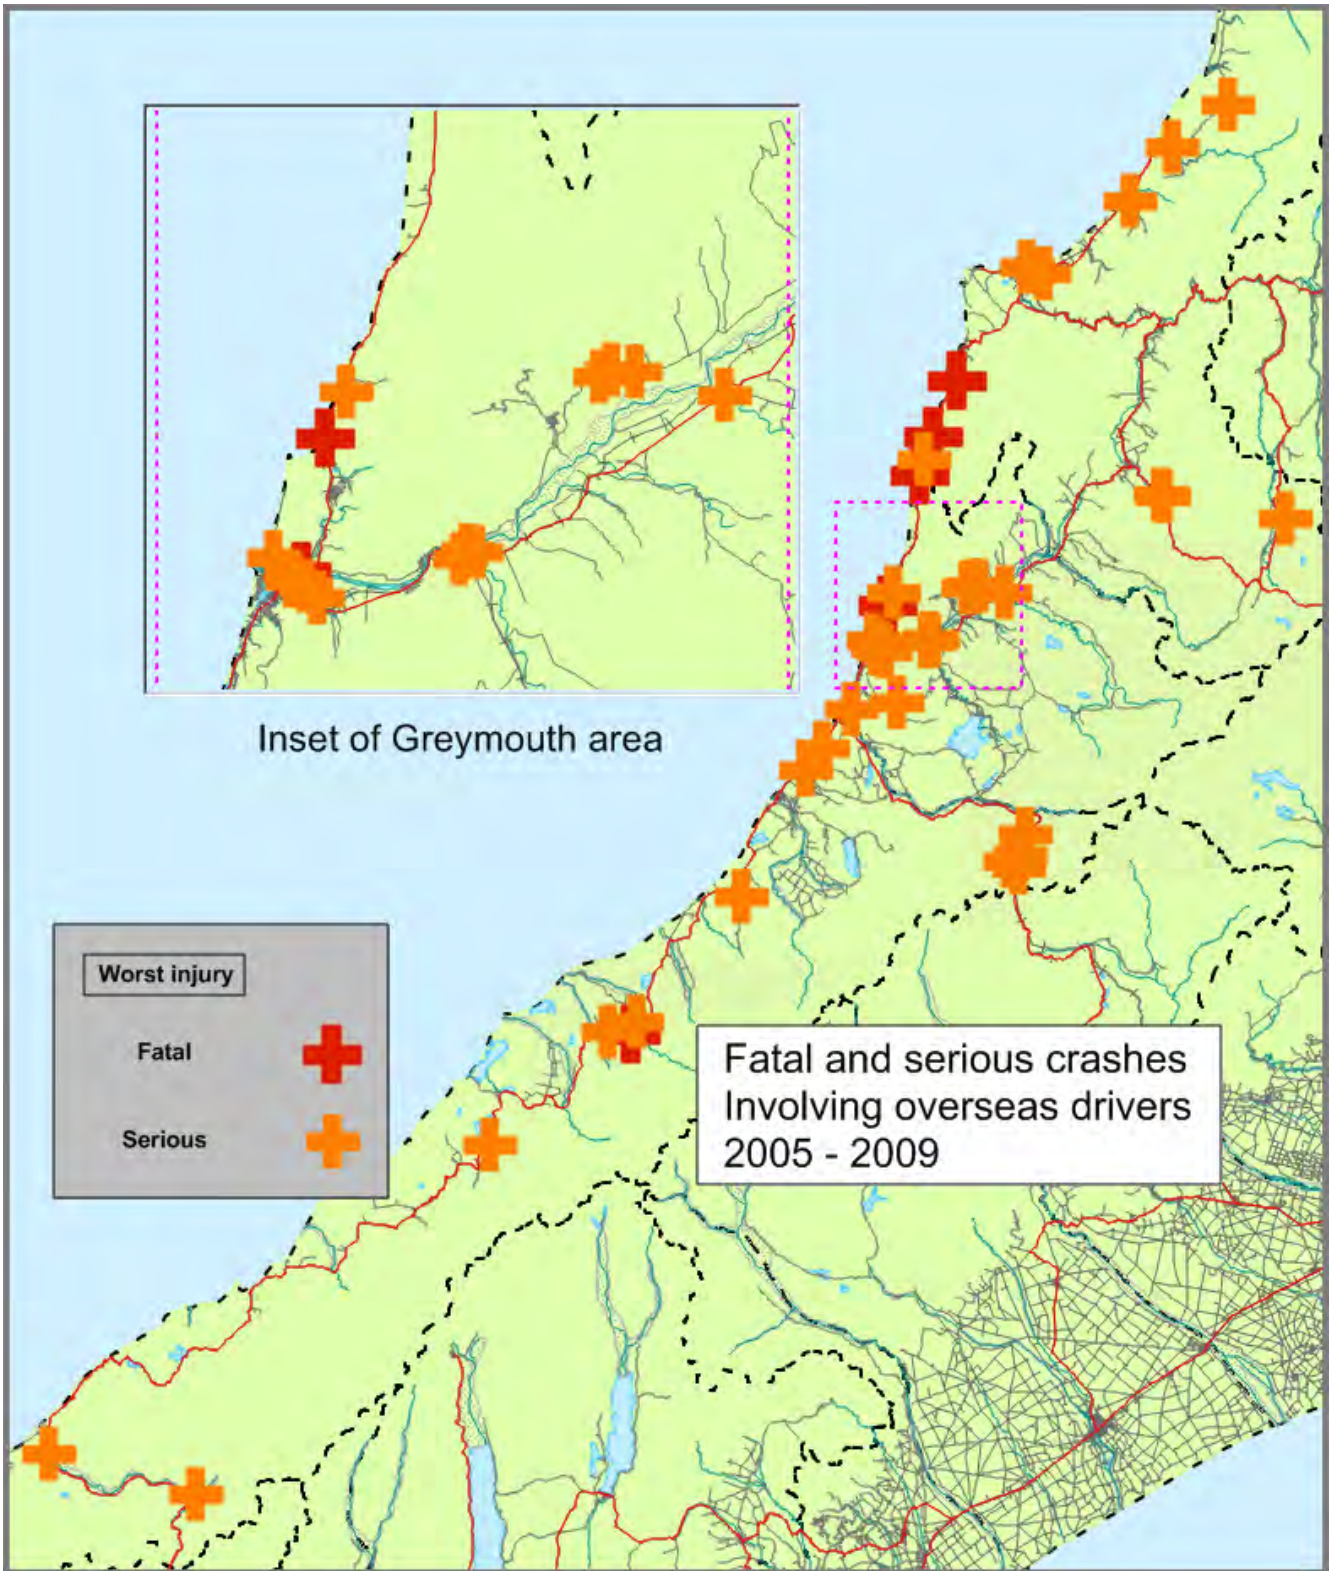 Inset of Greymouth area
Worst injury
Fatal
Serious
Fatal and serious crashes
Involving overseas drivers
2005 - 2009